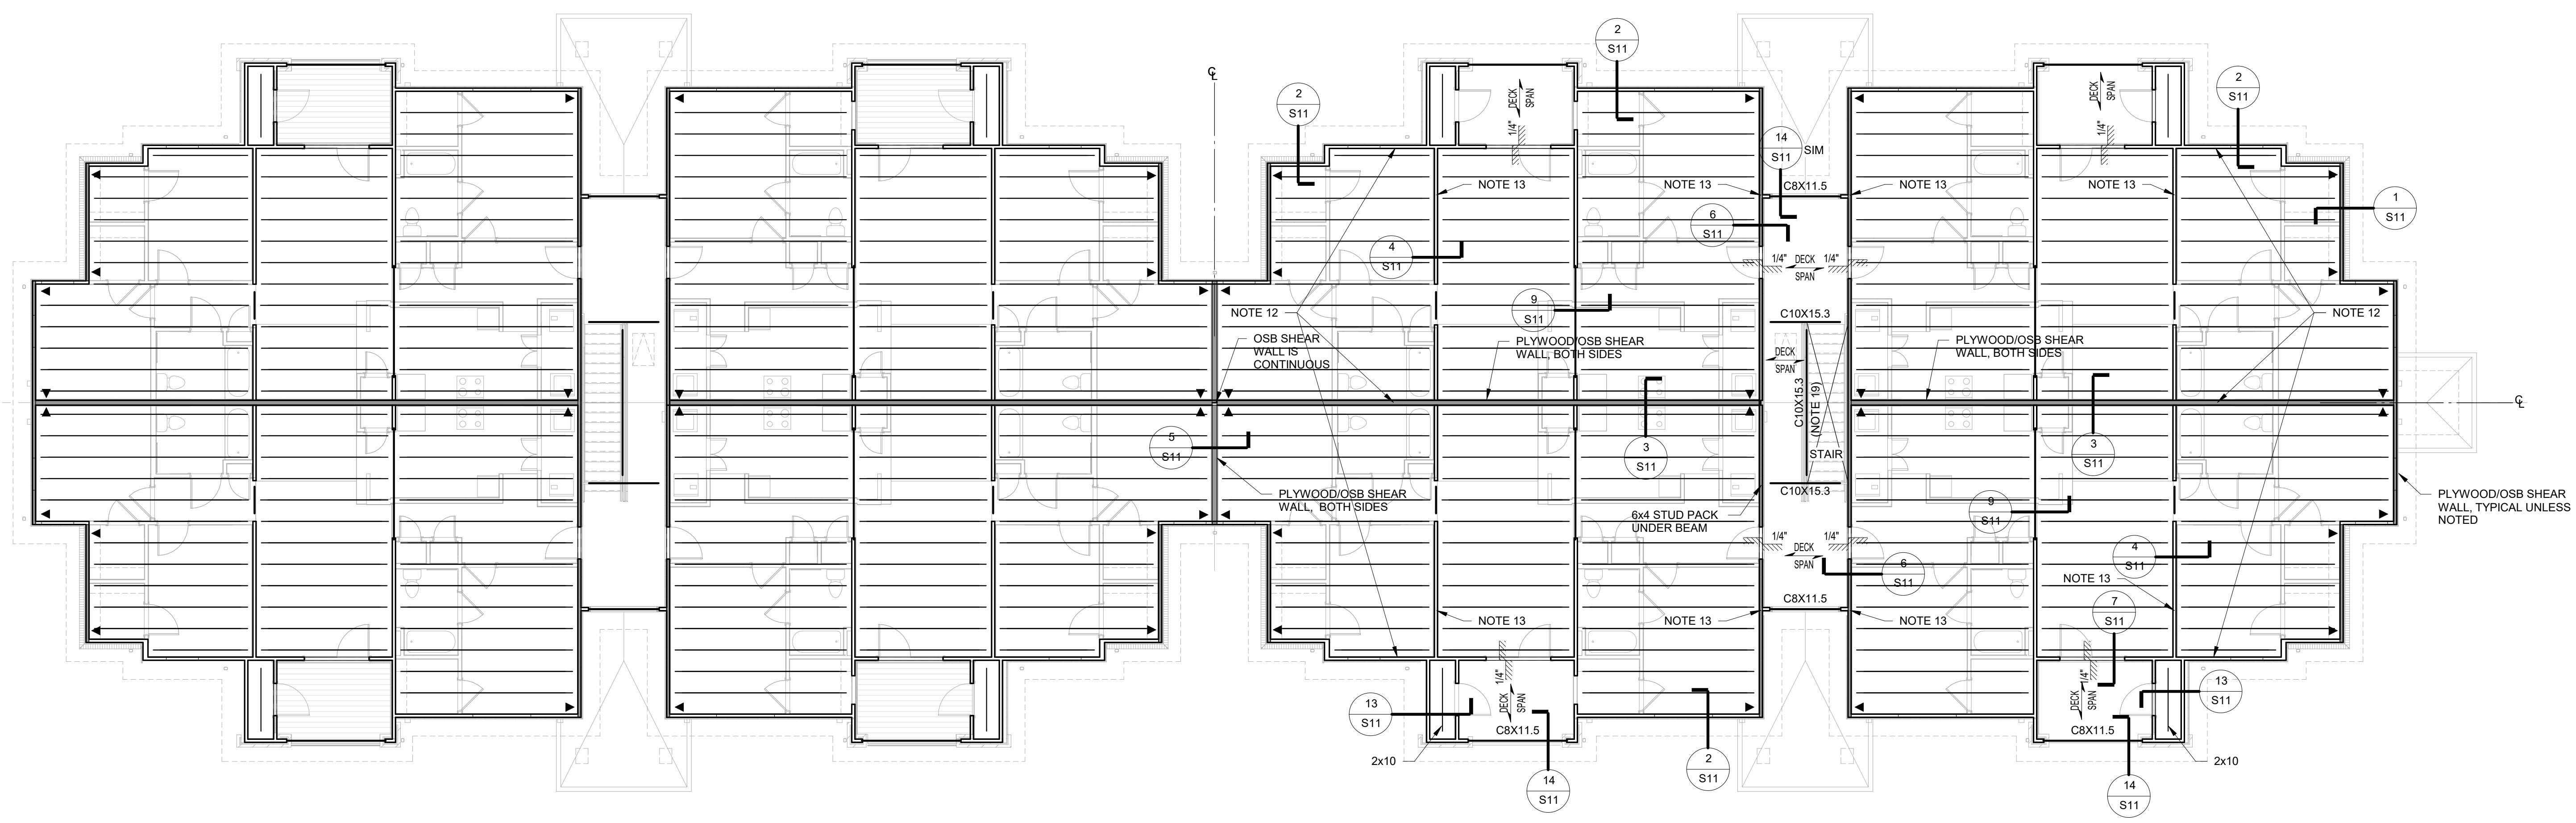 2
S11
2
S11
2
S11
14
S11
SIM
1
S11
6
S11
4
S11
9
S11
℄
DECK
SPAN
1/4"
DECK
SPAN
1/4"
NOTE 13
NOTE 13
C8X11.5
NOTE 13
NOTE 13
1/4"
DECK
SPAN
1/4"
NOTE 12
OSB SHEAR
WALL IS
CONTINUOUS
PLYWOOD/OSB SHEAR
WALL, BOTH SIDES
C10X15.3
DECK
SPAN
C10X15.3
(NOTE 19)
STAIR
C10X15.3
PLYWOOD/OSB SHEAR
WALL, BOTH SIDES
NOTE 12
℄
5
S11
3
S11
3
S11
PLYWOOD/OSB SHEAR
WALL, BOTH SIDES
6x4 STUD PACK
UNDER BEAM
9
S11
PLYWOOD/OSB SHEAR
WALL, TYPICAL UNLESS
NOTED
1/4"
DECK
SPAN
1/4"
4
S11
6
S11
NOTE 13
C8X11.5
7
S11
NOTE 13
NOTE 13
NOTE 13
1/4"
DECK
SPAN
1/4"
DECK
SPAN
13
S11
13
S11
C8X11.5
C8X11.5
2x10
2x10
14
S11
2
S11
14
S11